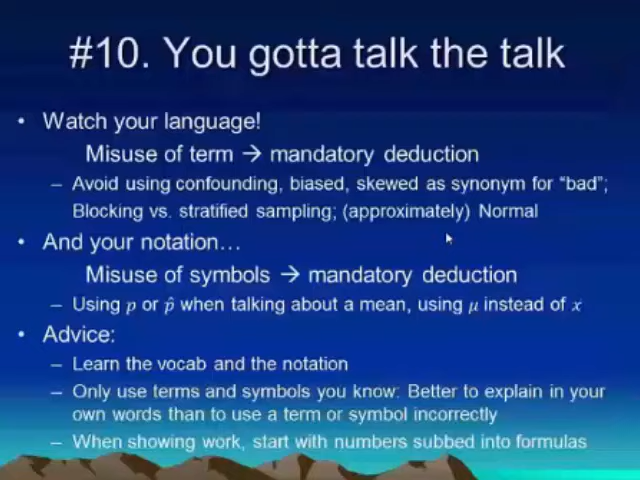 #10. You gotta talk the talk
• Watch your language!
Misuse of term → mandatory deduction
– Avoid using confounding, biased, skewed as synonym for “bad”;
Blocking vs. stratified sampling; (approximately) Normal
• And your notation…
Misuse of symbols → mandatory deduction
– Using p or p̂ when talking about a mean, using μ instead of x
• Advice:
– Learn the vocab and the notation
– Only use terms and symbols you know: Better to explain in your
own words than to use a term or symbol incorrectly
– When showing work, start with numbers subbed into formulas